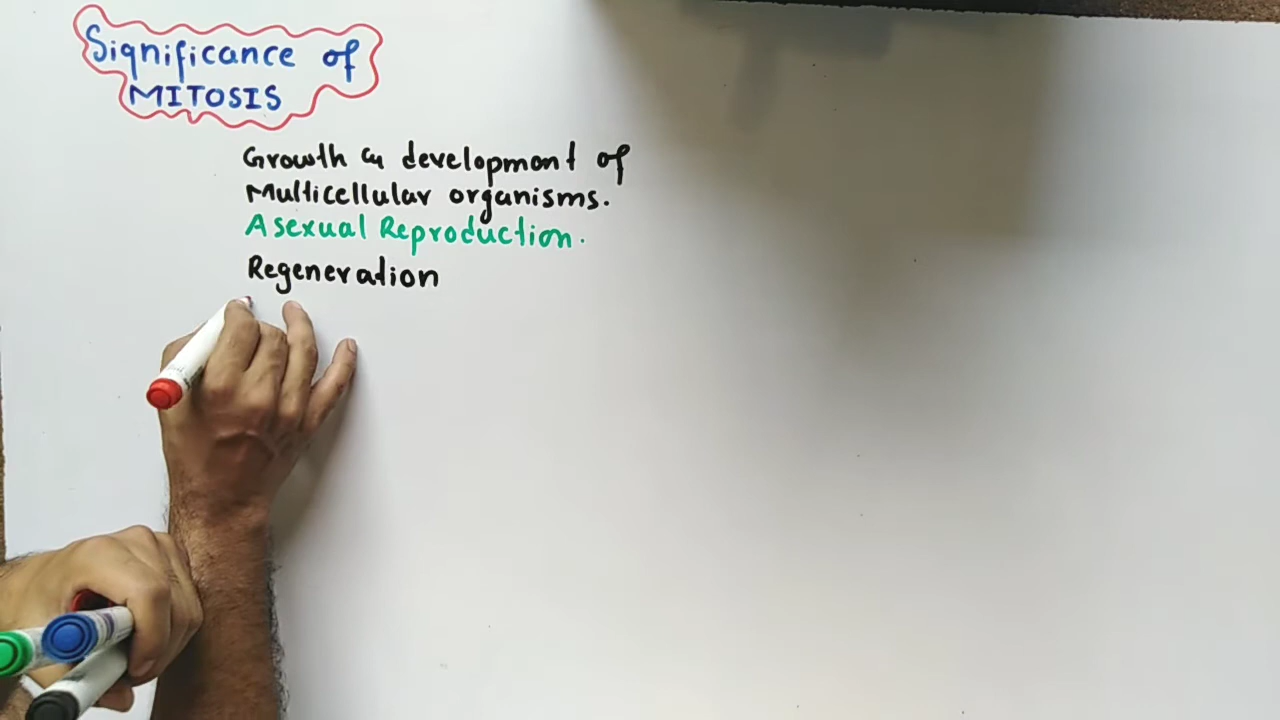 Significance of
MITOSIS
Growth & development of
Multicellular organisms.
Asexual Reproduction.
Regeneration